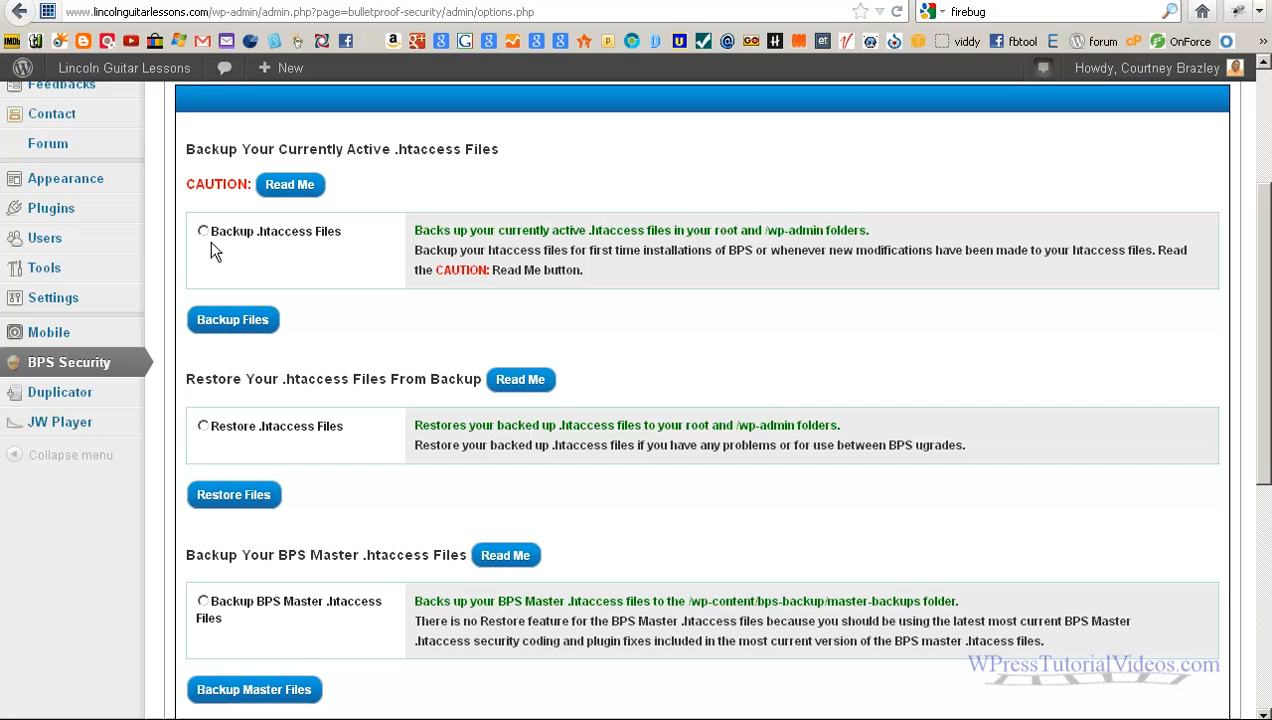 www.lincolnguitarlessons.com/wp-admin/admin.php?page=bulletproof-security/admin/options.php
firebug
viddy
fbtool
forum
OnForce
Lincoln Guitar Lessons
New
Howdy, Courtney Brazley
Feedbacks
Contact
Forum
Appearance
Plugins
Users
Tools
Settings
Mobile
BPS Security
Duplicator
JW Player
Collapse menu
Backup Your Currently Active .htaccess Files
CAUTION: Read Me
Backup .htaccess Files
Backs up your currently active .htaccess files in your root and /wp-admin folders.
Backup your htaccess files for first time installations of BPS or whenever new modifications have been made to your htaccess files. Read
the CAUTION: Read Me button.
Backup Files
Restore Your .htaccess Files From Backup Read Me
Restore .htaccess Files
Restores your backed up .htaccess files to your root and /wp-admin folders.
Restore your backed up .htaccess files if you have any problems or for use between BPS ugrades.
Restore Files
Backup Your BPS Master .htaccess Files Read Me
Backup BPS Master .htaccess
Files
Backs up your BPS Master .htaccess files to the /wp-content/bps-backup/master-backups folder.
There is no Restore feature for the BPS Master .htaccess files because you should be using the latest most current BPS Master
.htaccess security coding and plugin fixes included in the most current version of the BPS master .htacess files.
Backup Master Files
WPressTutorialVideos.com